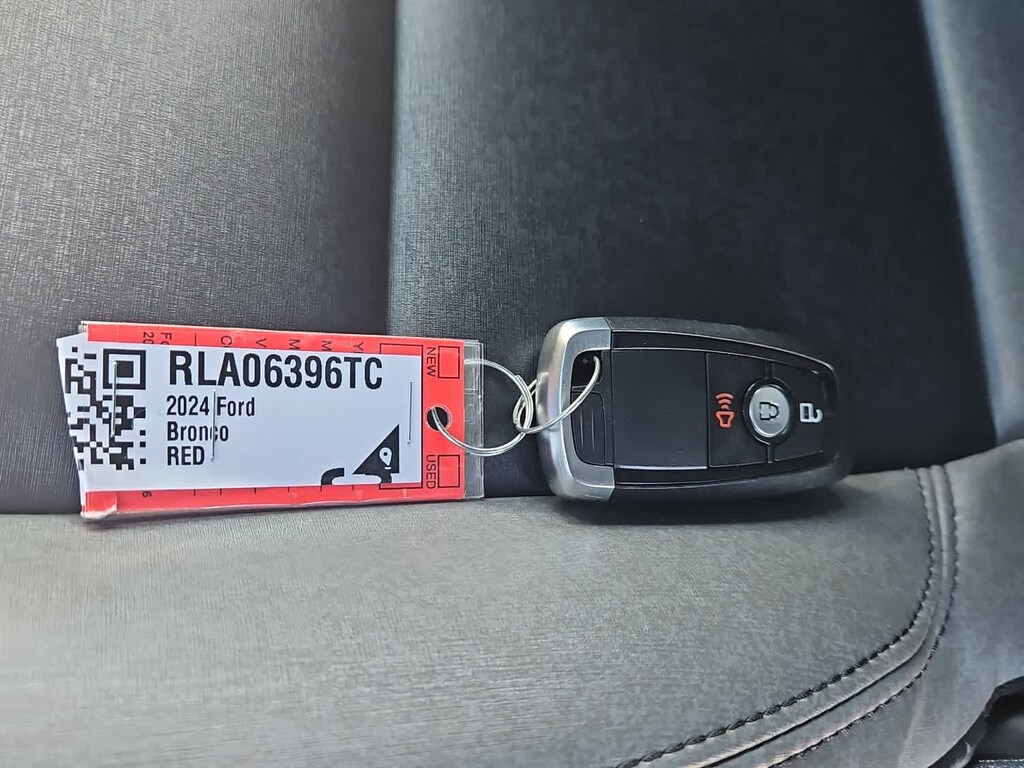 RLA06396TC
2024 Ford
Bronco
RED
NEW
USED